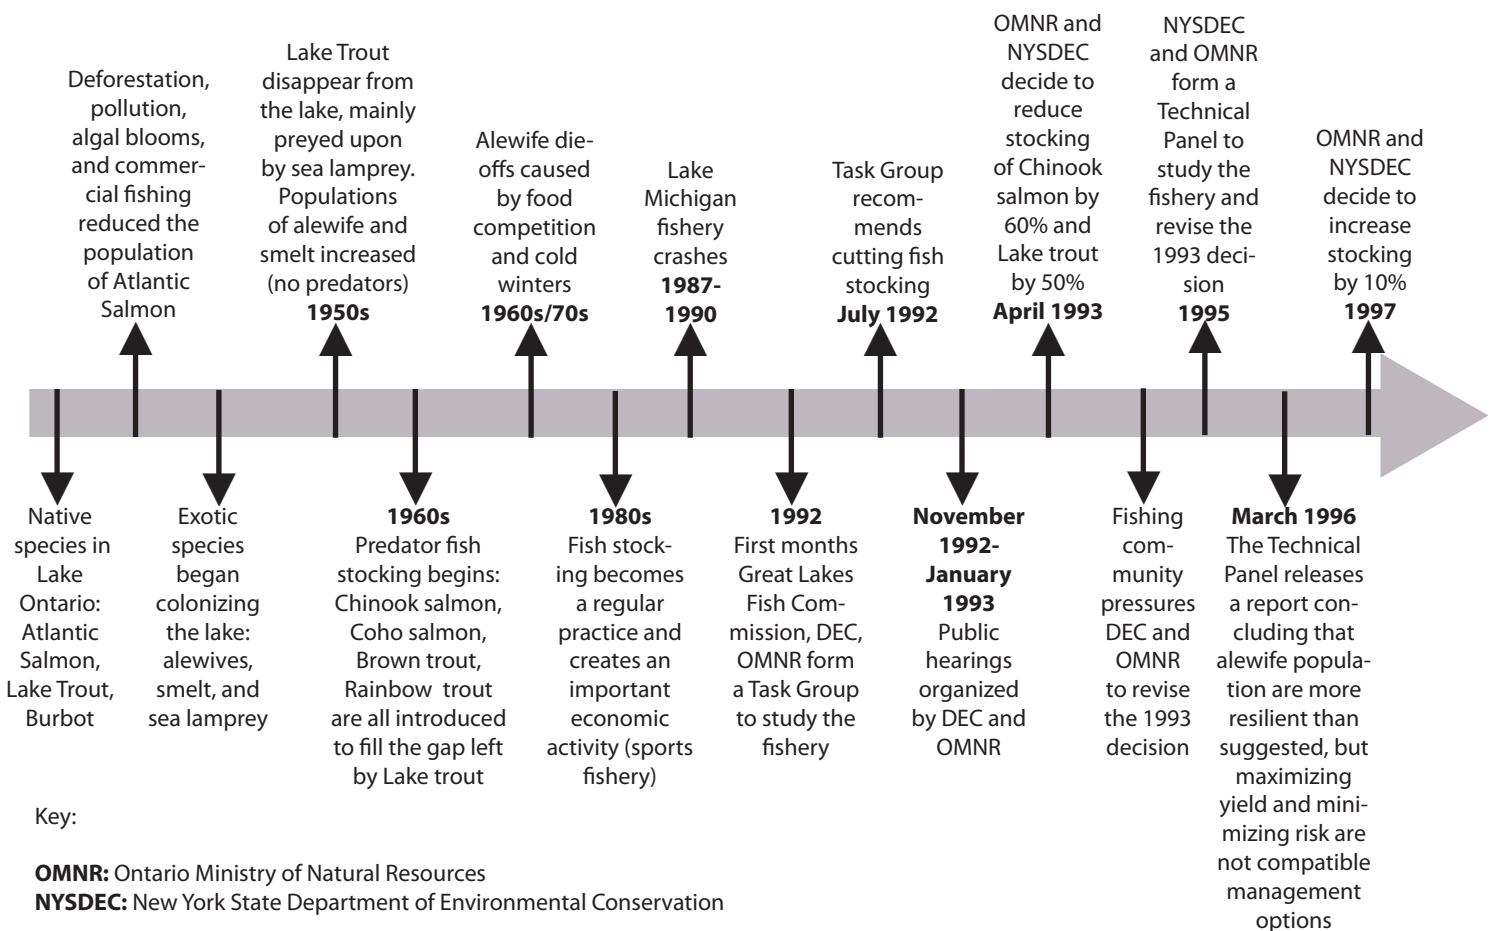 Deforestation,
pollution,
algal blooms,
and commer-
cial fishing
reduced the
population
of Atlantic
Salmon
Lake Trout
disappear from
the lake, mainly
preyed upon
by sea lamprey.
Populations
of alewife and
smelt increased
(no predators)
1950s
Alewife die-
offs caused
by food
competition
and cold
winters
1960s/70s
Lake
Michigan
fishery
crashes
1987-
1990
Task Group
recom-
mends
cutting fish
stocking
July 1992
OMNR and
NYSDEC
decide to
reduce
stocking
of Chinook
salmon by
60% and
Lake trout
by 50%
April 1993
NYSDEC
and OMNR
form a
Technical
Panel to
study the
fishery and
revise the
1993 deci-
sion
1995
OMNR and
NYSDEC
decide to
increase
stocking
by 10%
1997
Native
species in
Lake
Ontario:
Atlantic
Salmon,
Lake Trout,
Burbot
Exotic
species
began
colonizing
the lake:
alewives,
smelt, and
sea lamprey
1960s
Predator fish
stocking begins:
Chinook salmon,
Coho salmon,
Brown trout,
Rainbow trout
are all introduced
to fill the gap left
by Lake trout
1980s
Fish stock-
ing becomes
a regular
practice and
creates an
important
economic
activity (sports
fishery)
1992
First months
Great Lakes
Fish Com-
mission, DEC,
OMNR form
a Task Group
to study the
fishery
November
1992-
January
1993
Public
hearings
organized
by DEC and
OMNR
Fishing
com-
munity
pressures
DEC and
OMNR
to revise
the 1993
decision
March 1996
The Technical
Panel releases
a report con-
cluding that
alewife popula-
tion are more
resilient than
suggested, but
maximizing
yield and mini-
mizing risk are
not compatible
management
options
Key:
OMNR: Ontario Ministry of Natural Resources
NYSDEC: New York State Department of Environmental Conservation